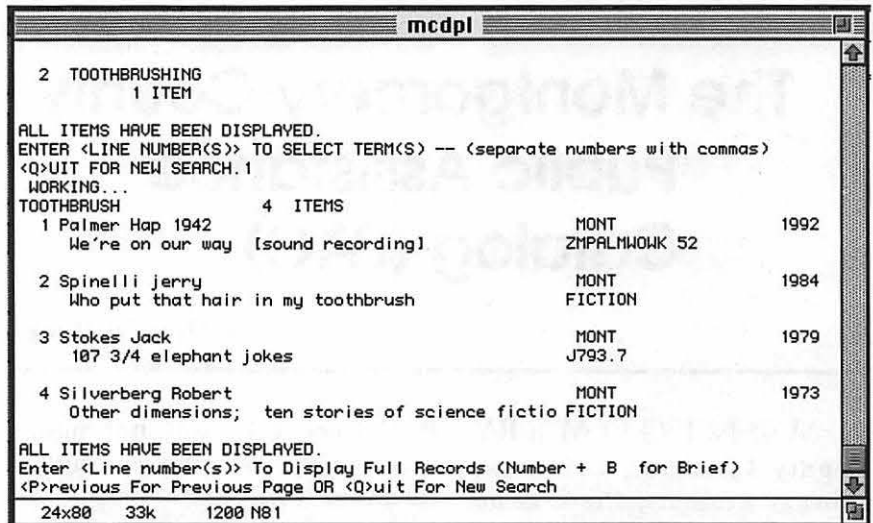 mcdpl
2 TOOTHBRUSHING
1 ITEM
ALL ITEMS HAVE BEEN DISPLAYED.
ENTER <LINE NUMBER(S)> TO SELECT TERM(S) -- (separate numbers with commas)
<Q>UIT FOR NEW SEARCH.1
WORKING...
TOOTHBRUSH 4 ITEMS
1 Palmer Hap 1942 MONT 1992
We're on our way [sound recording] ZMPALMWOWK 52
2 Spinelli jerry MONT 1984
Who put that hair in my toothbrush FICTION
3 Stokes Jack MONT 1979
107 3/4 elephant jokes J793.7
4 Silverberg Robert MONT 1973
Other dimensions; ten stories of science fictio FICTION
ALL ITEMS HAVE BEEN DISPLAYED.
Enter <Line number(s)> To Display Full Records (Number + B for Brief)
<P>revious For Previous Page OR <Q>uit For New Search
24x80 33k 1200 N81